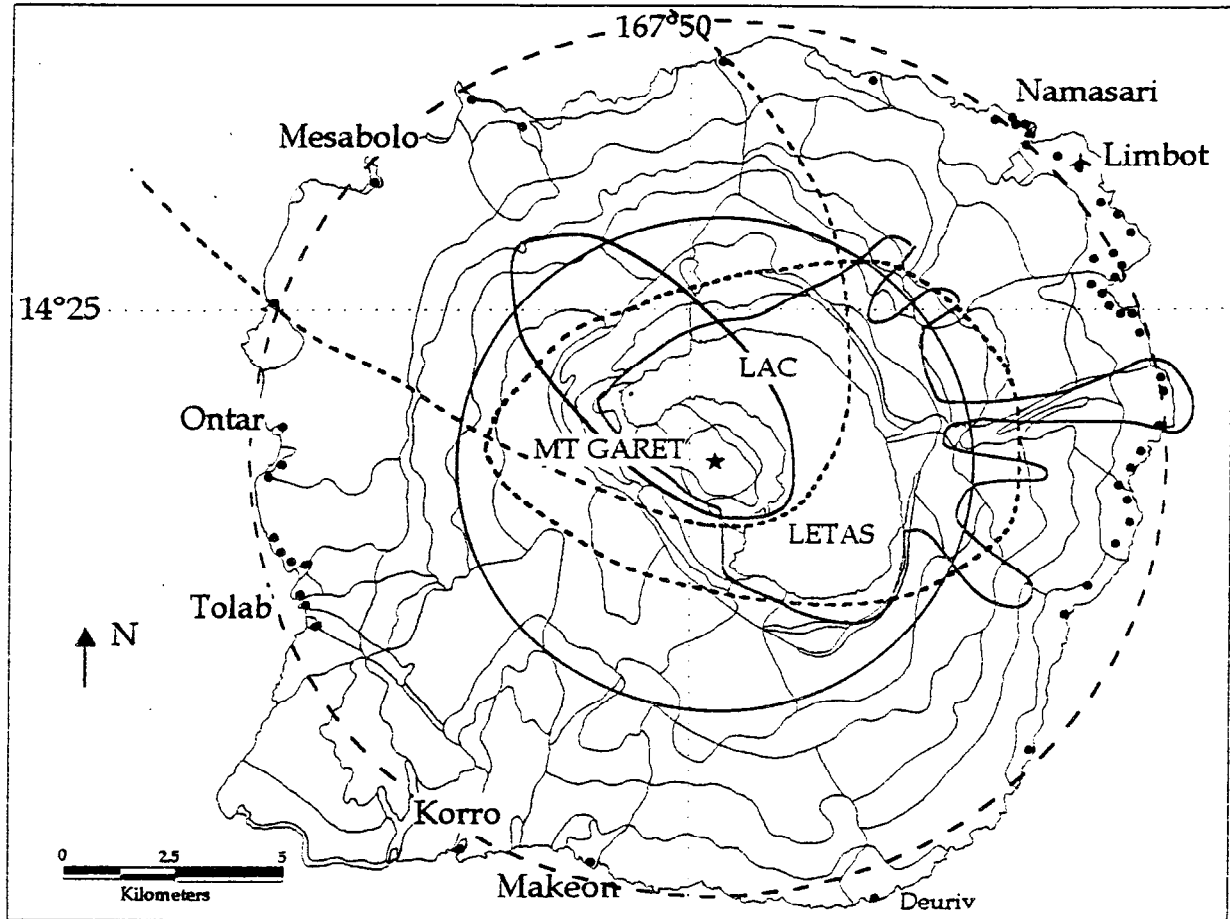 167°50
Namasari
Mesabolo
Limbot
14°25
LAC
Ontar
MT GARET
LETAS
Tolab
N
Korro
0 2.5 5
Kilometers
Makeon
Deuriv